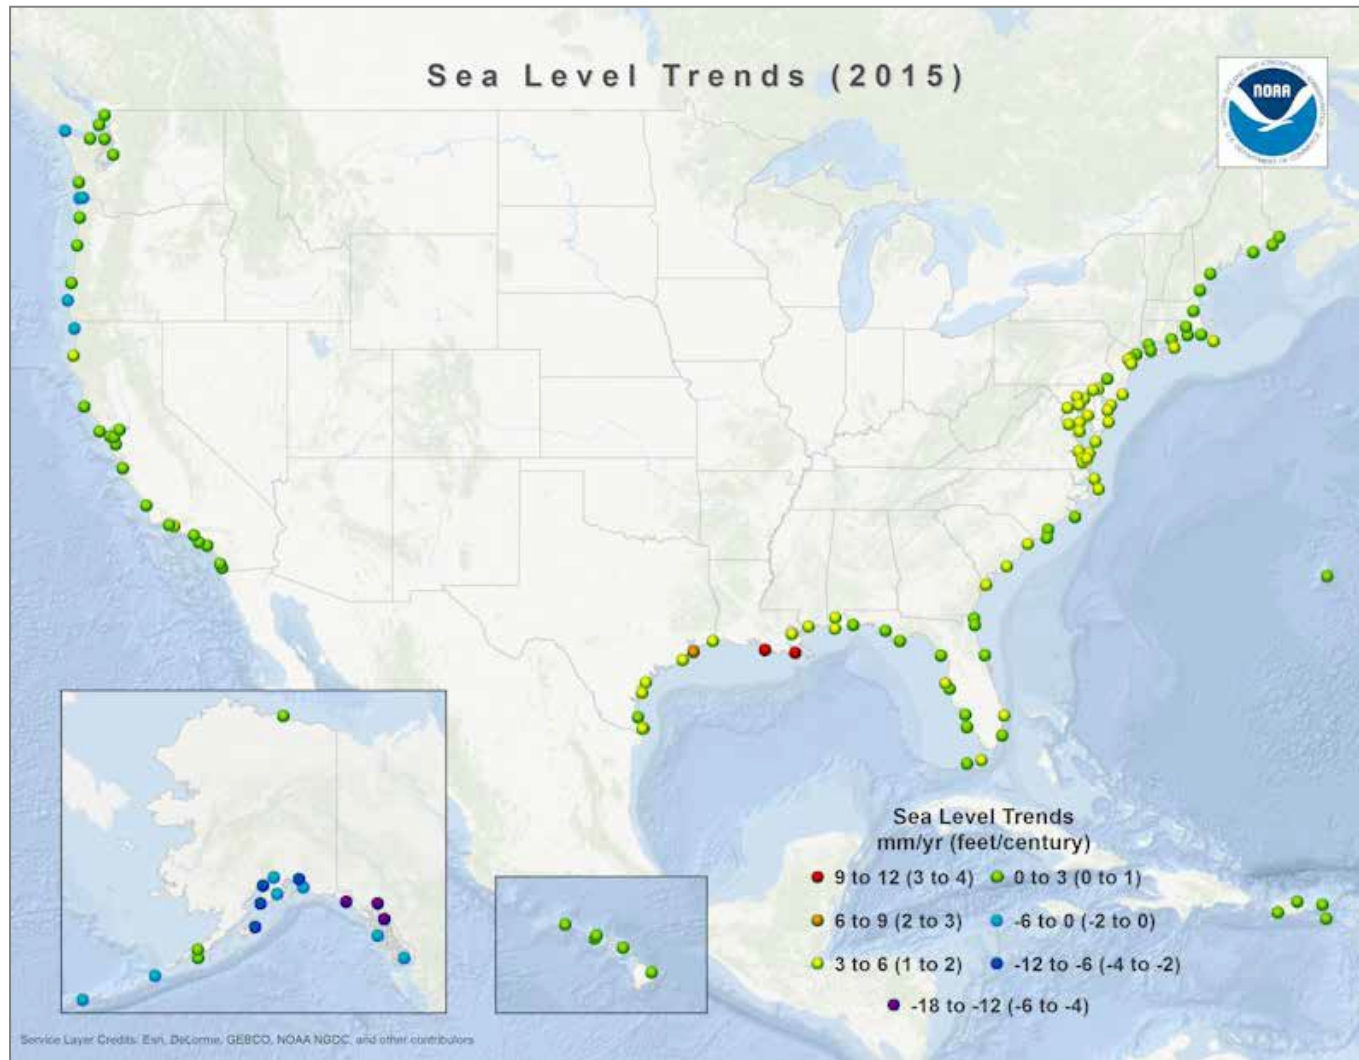 Sea Level Trends (2015)
NOAA
Sea Level Trends
mm/yr (feet/century)
9 to 12 (3 to 4)
0 to 3 (0 to 1)
6 to 9 (2 to 3)
-6 to 0 (-2 to 0)
3 to 6 (1 to 2)
-12 to -6 (-4 to -2)
-18 to -12 (-6 to -4)
Service Layer Credits: Esri, DeLorme, GEBCO, NOAA NGDC, and other contributors